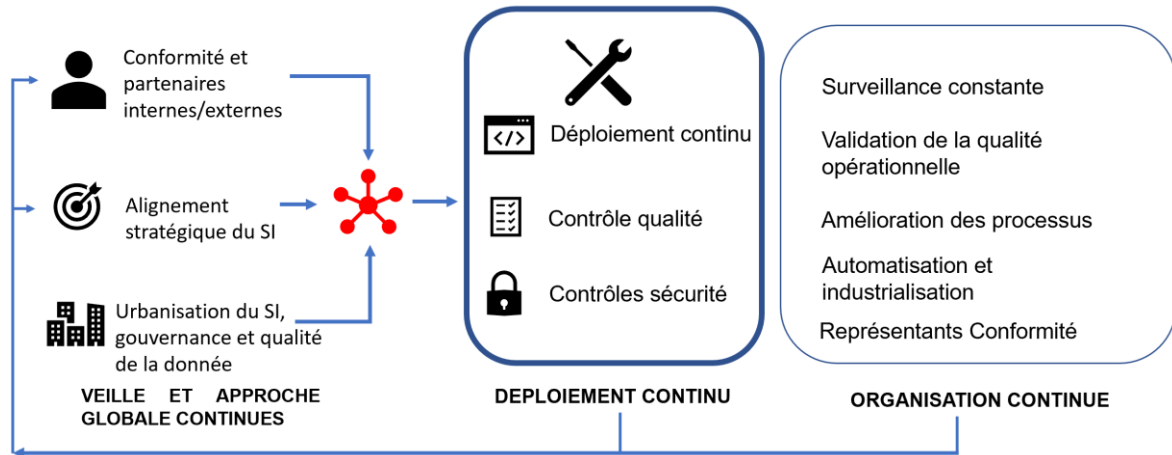 Conformité et
partenaires
internes/externes
Alignement
stratégique du SI
Urbanisation du SI,
gouvernance et qualité
de la donnée
VEILLE ET APPROCHE
GLOBALE CONTINUES
</>
Déploiement continu
Contrôle qualité
Contrôles sécurité
DEPLOIEMENT CONTINU
Surveillance constante
Validation de la qualité
opérationnelle
Amélioration des processus
Automatisation et
industrialisation
Représentants Conformité
ORGANISATION CONTINUE